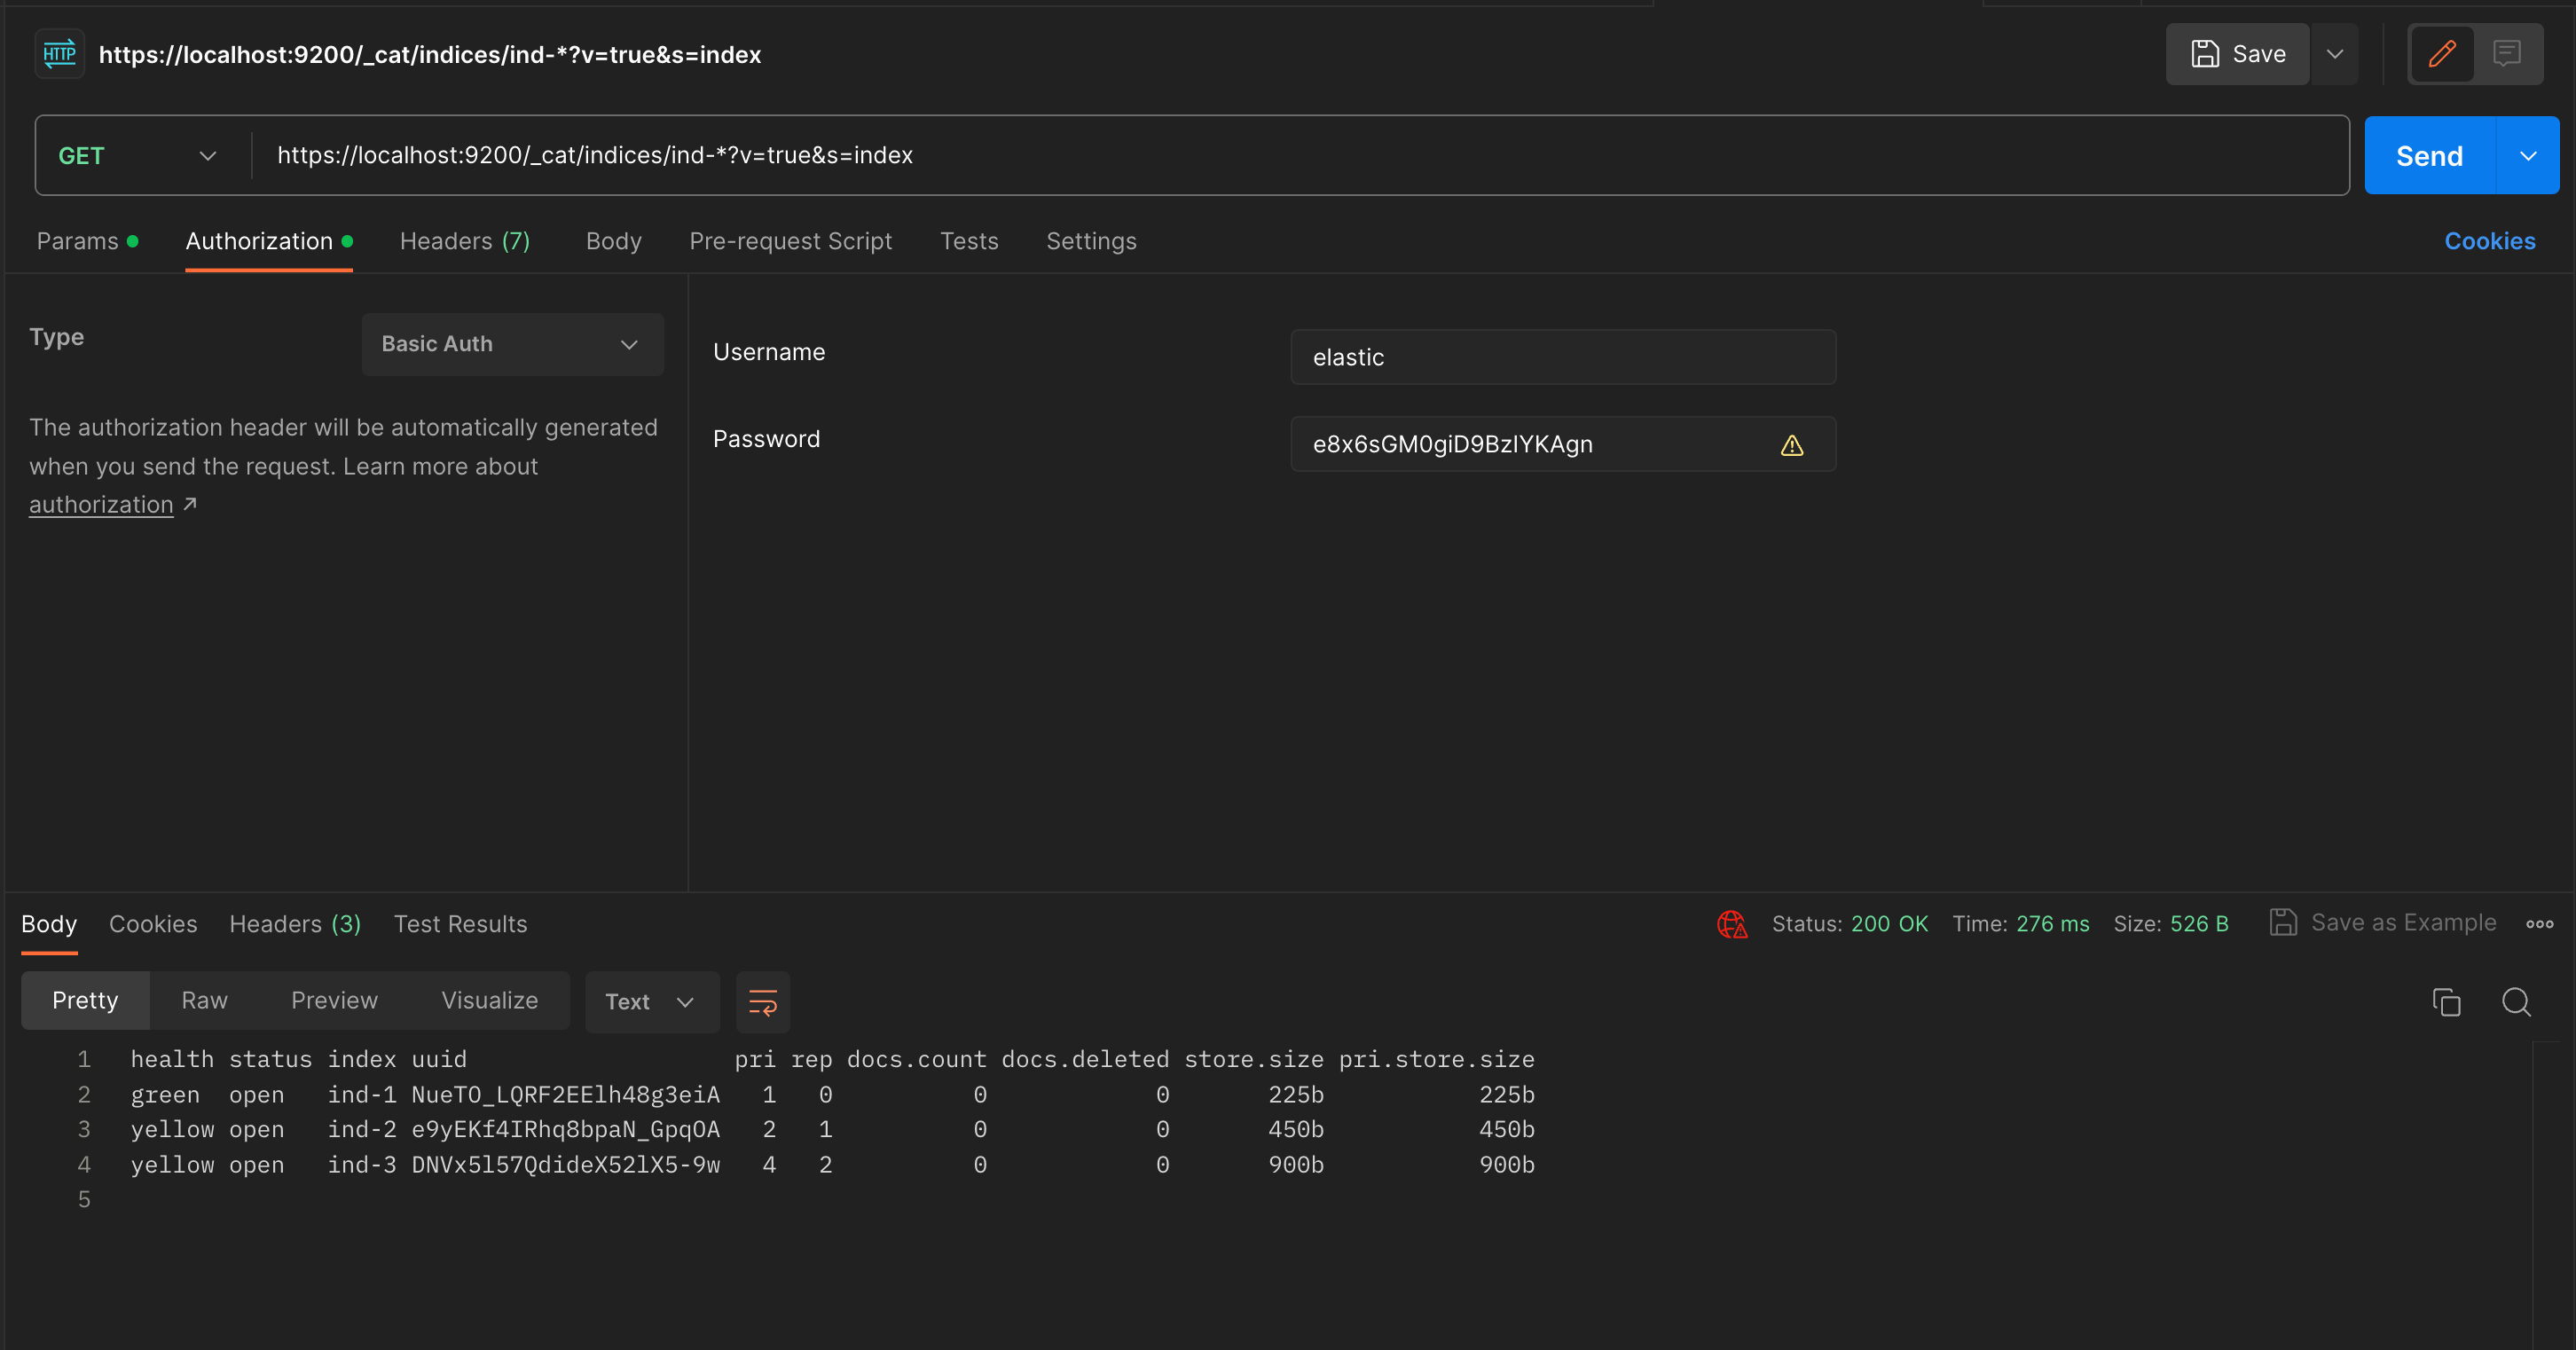 HTTP https://localhost:9200/_cat/indices/ind-*?v=true&s=index Save
GET https://localhost:9200/_cat/indices/ind-*?v=true&s=index Send
Params Authorization Headers (7) Body Pre-request Script Tests Settings Cookies
Type Basic Auth
The authorization header will be automatically generated
when you send the request. Learn more about
authorization ↗
Username elastic
Password e8x6sGM0giD9BzIYKAgn
Body Cookies Headers (3) Test Results Status: 200 OK Time: 276 ms Size: 526 B Save as Example
Pretty Raw Preview Visualize Text
1 health status index uuid pri rep docs.count docs.deleted store.size pri.store.size
2 green open ind-1 NueTO_LQRF2EElh48g3eiA 1 0 0 0 225b 225b
3 yellow open ind-2 e9yEKf4IRhq8bpaN_GpqOA 2 1 0 0 450b 450b
4 yellow open ind-3 DNVx5l57QdideX52lX5-9w 4 2 0 0 900b 900b
5